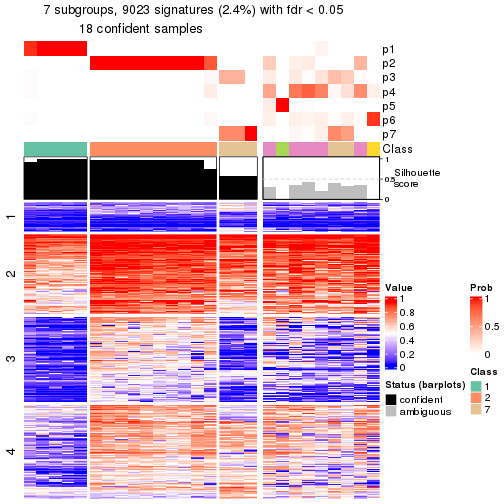 7 subgroups, 9023 signatures (2.4%) with fdr < 0.05
18 confident samples
p1
p2
p3
p4
p5
p6
p7
Class
1
0.5
0
Silhouette
score
1
2
3
4
Value
1
0.8
0.6
0.4
0.2
0
Prob
1
0.5
0
Status (barplots)
confident
ambiguous
Class
1
2
7